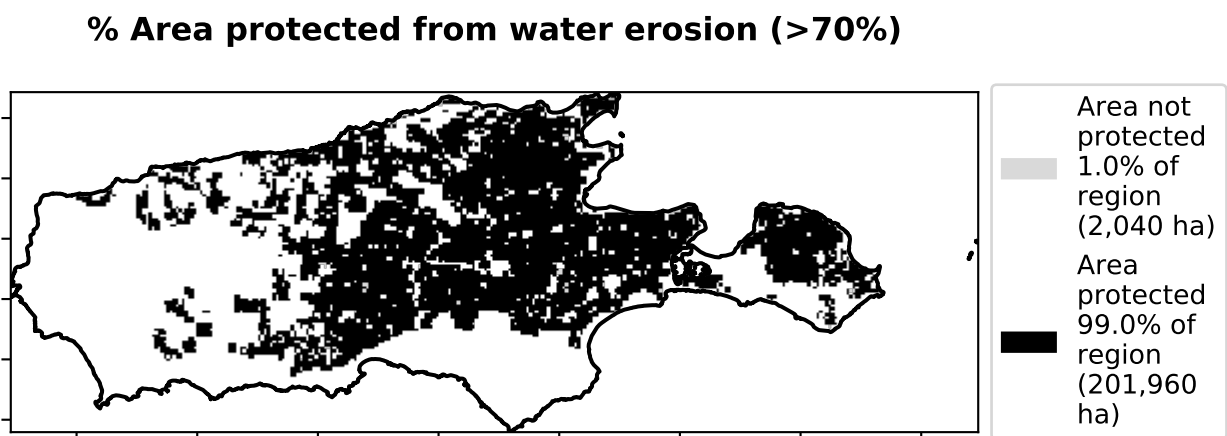 % Area protected from water erosion (>70%)
Area not
protected
1.0% of
region
(2,040 ha)
Area
protected
99.0% of
region
(201,960
ha)